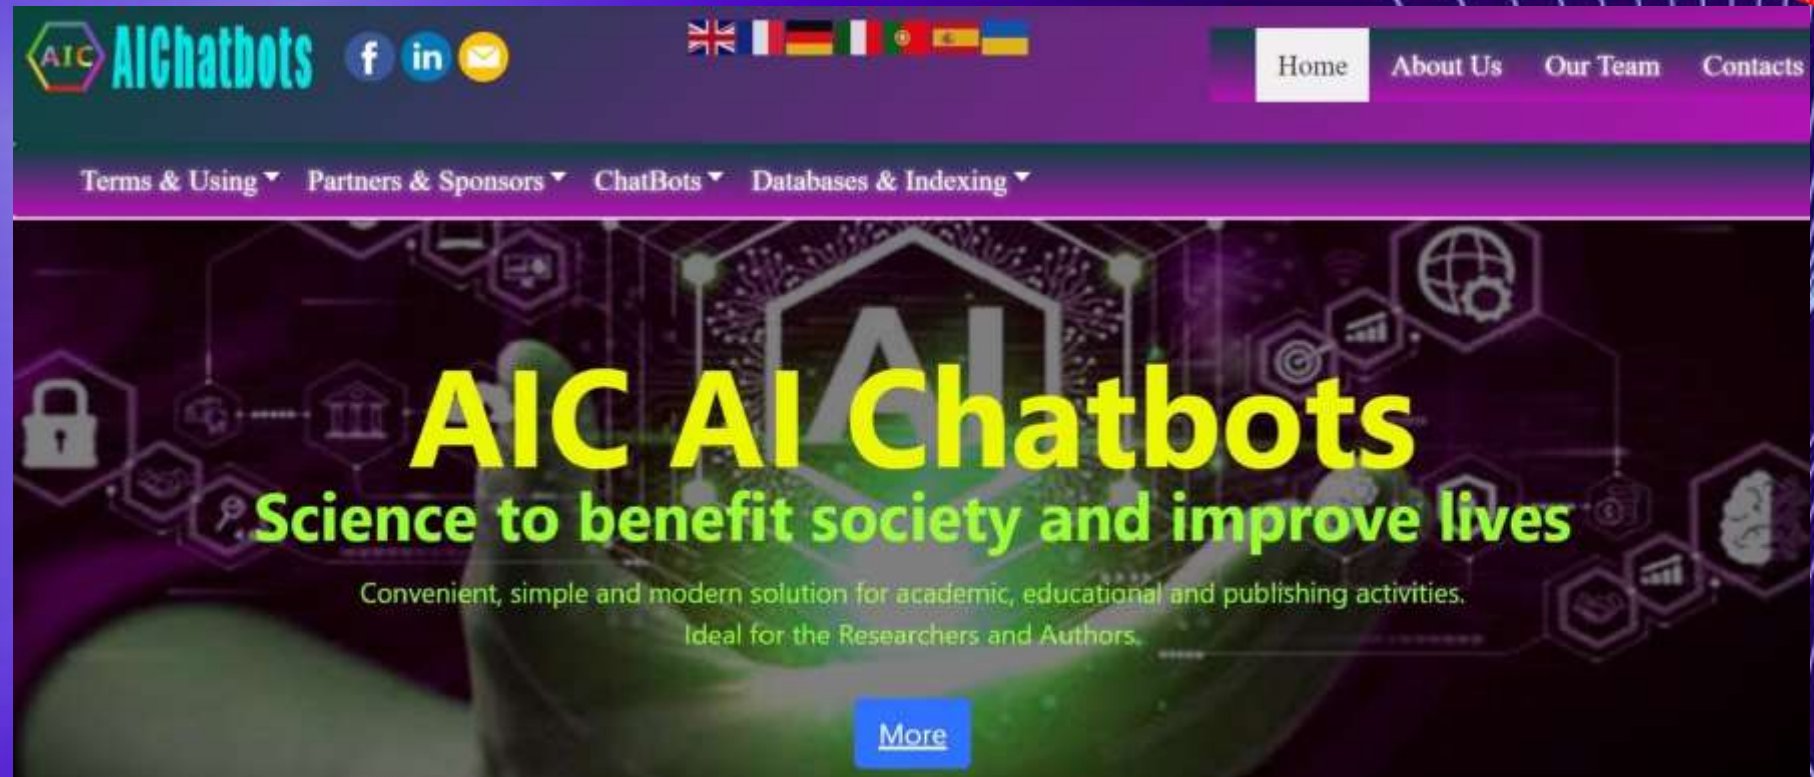 AIC AIChatbots
Home About Us Our Team Contacts
Terms & Using Partners & Sponsors ChatBots Databases & Indexing
AI
AIC AI Chatbots
Science to benefit society and improve lives
Convenient, simple and modern solution for academic, educational and publishing activities.
Ideal for the Researchers and Authors.
More